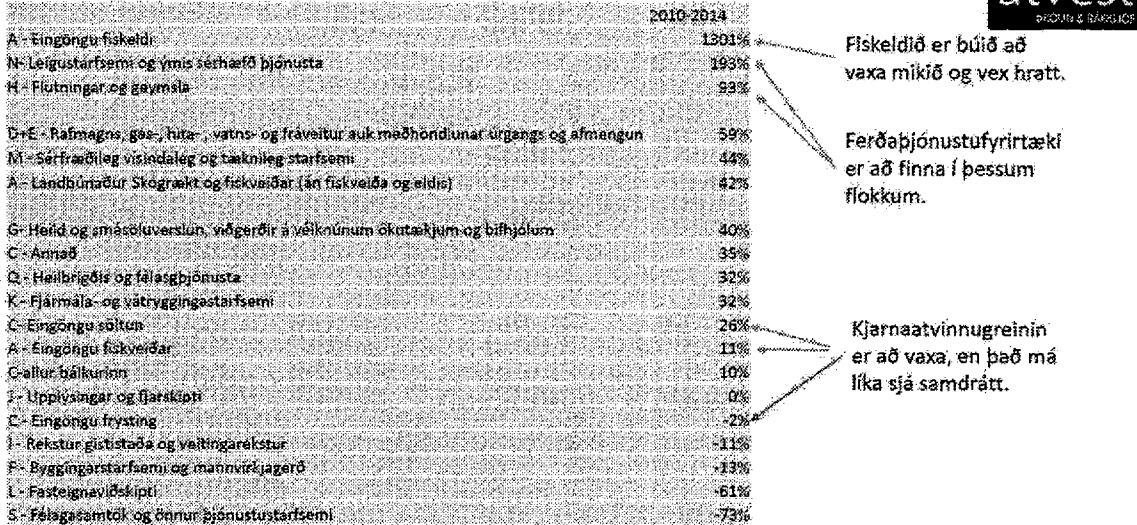 atvest
ÞRÓUN & RÁÐGJÖF
2010-2014
A - Eingöngu fiskeldi 1301%
N- Leigustarfsemi og ýmis sérhæfð þjónusta 193%
H - Flutningar og geymsla 93%
D+E - Rafmagns, gas-, hita- , vatns- og fráveitur auk meðhöndlunar úrgangs og afmengun 59%
M - Sérfræðileg vísindaleg og tæknileg starfsemi 44%
A - Landbúnaður Skógrækt og fiskveiðar (án fiskveiða og eldis) 42%
G- Heild og smásöluverslun, viðgerðir á vélknúnum ökutækjum og bifhjólum 40%
C - Annað 35%
Q - Heilbrigðis og félasgþjónusta 32%
K - Fjármála- og vátryggingastarfsemi 32%
C- Eingöngu söltun 26%
A - Eingöngu fiskveiðar 11%
C-allur bálkurinn 10%
J - Upplýsingar og fjarskipti 0%
C - Eingöngu frysting -2%
I - Rekstur gististaða og veitingarekstur -11%
F - Byggingarstarfsemi og mannvirkjagerð -13%
L - Fasteignaviðskipti -61%
S - Félagasamtök og önnur þjónustustarfsemi -73%
Fiskeldið er búið að
vaxa mikið og vex hratt.
Ferðaþjónustufyrirtæki
er að finna í þessum
flokkum.
Kjarnaatvinnugreinin
er að vaxa, en það má
líka sjá samdrátt.